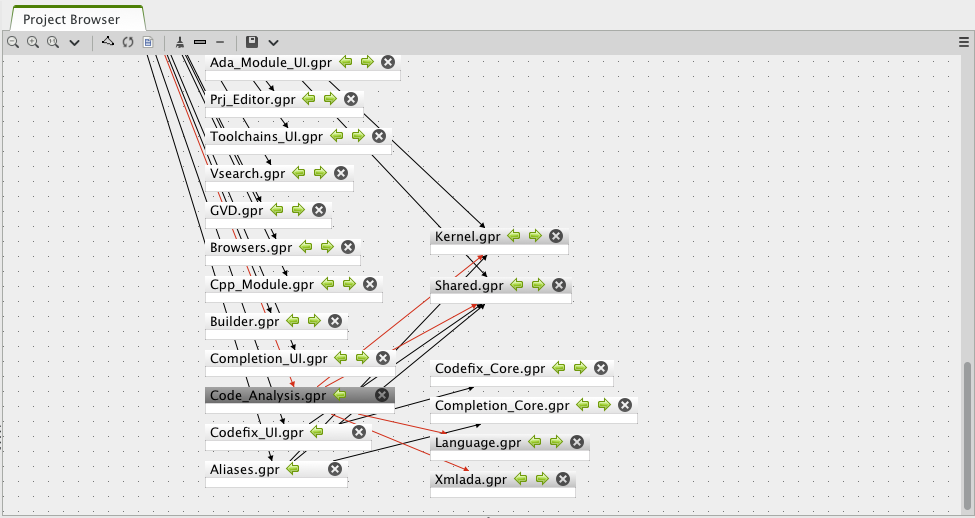 Project Browser
Ada_Module_UI.gpr
Prj_Editor.gpr
Toolchains_UI.gpr
Vsearch.gpr
GVD.gpr
Browsers.gpr
Cpp_Module.gpr
Builder.gpr
Completion_UI.gpr
Code_Analysis.gpr
Codefix_UI.gpr
Aliases.gpr
Kernel.gpr
Shared.gpr
Codefix_Core.gpr
Completion_Core.gpr
Language.gpr
Xmlada.gpr